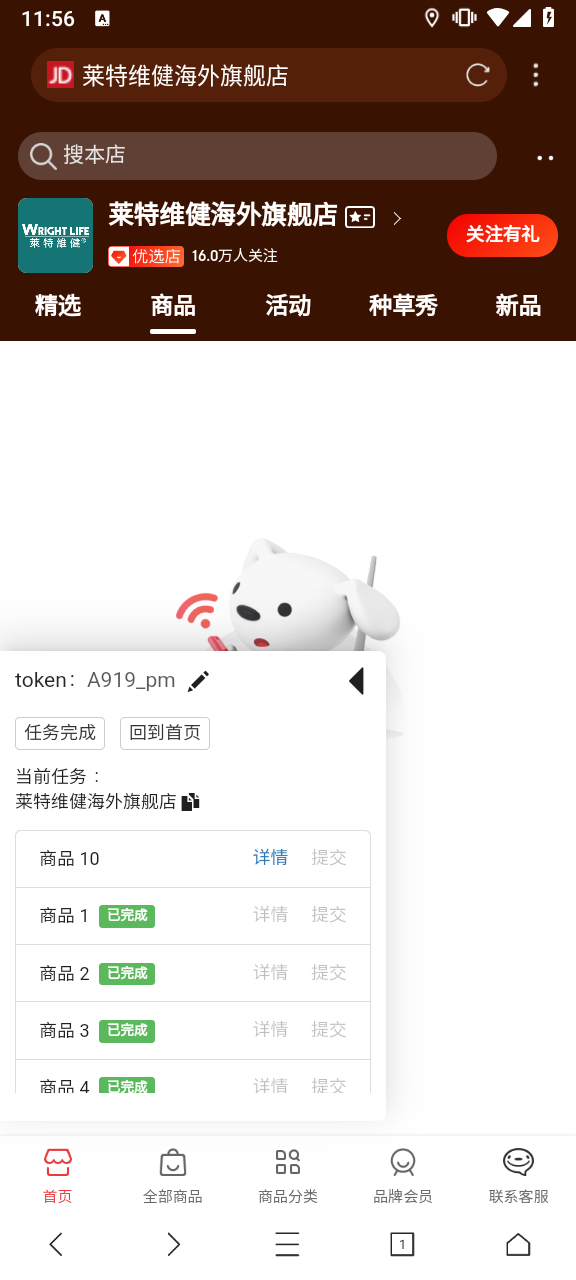 11:56 A
JD 莱特维健海外旗舰店
搜本店
WRIGHT LIFE
莱特维健
莱特维健海外旗舰店
优选店 16.0万人关注
关注有礼
精选 商品 活动 种草秀 新品
token： A919_pm
任务完成 回到首页
当前任务：
莱特维健海外旗舰店
商品 10 详情 提交
商品 1 已完成 详情 提交
商品 2 已完成 详情 提交
商品 3 已完成 详情 提交
商品 4 已完成 详情 提交
首页 全部商品 商品分类 品牌会员 联系客服
1